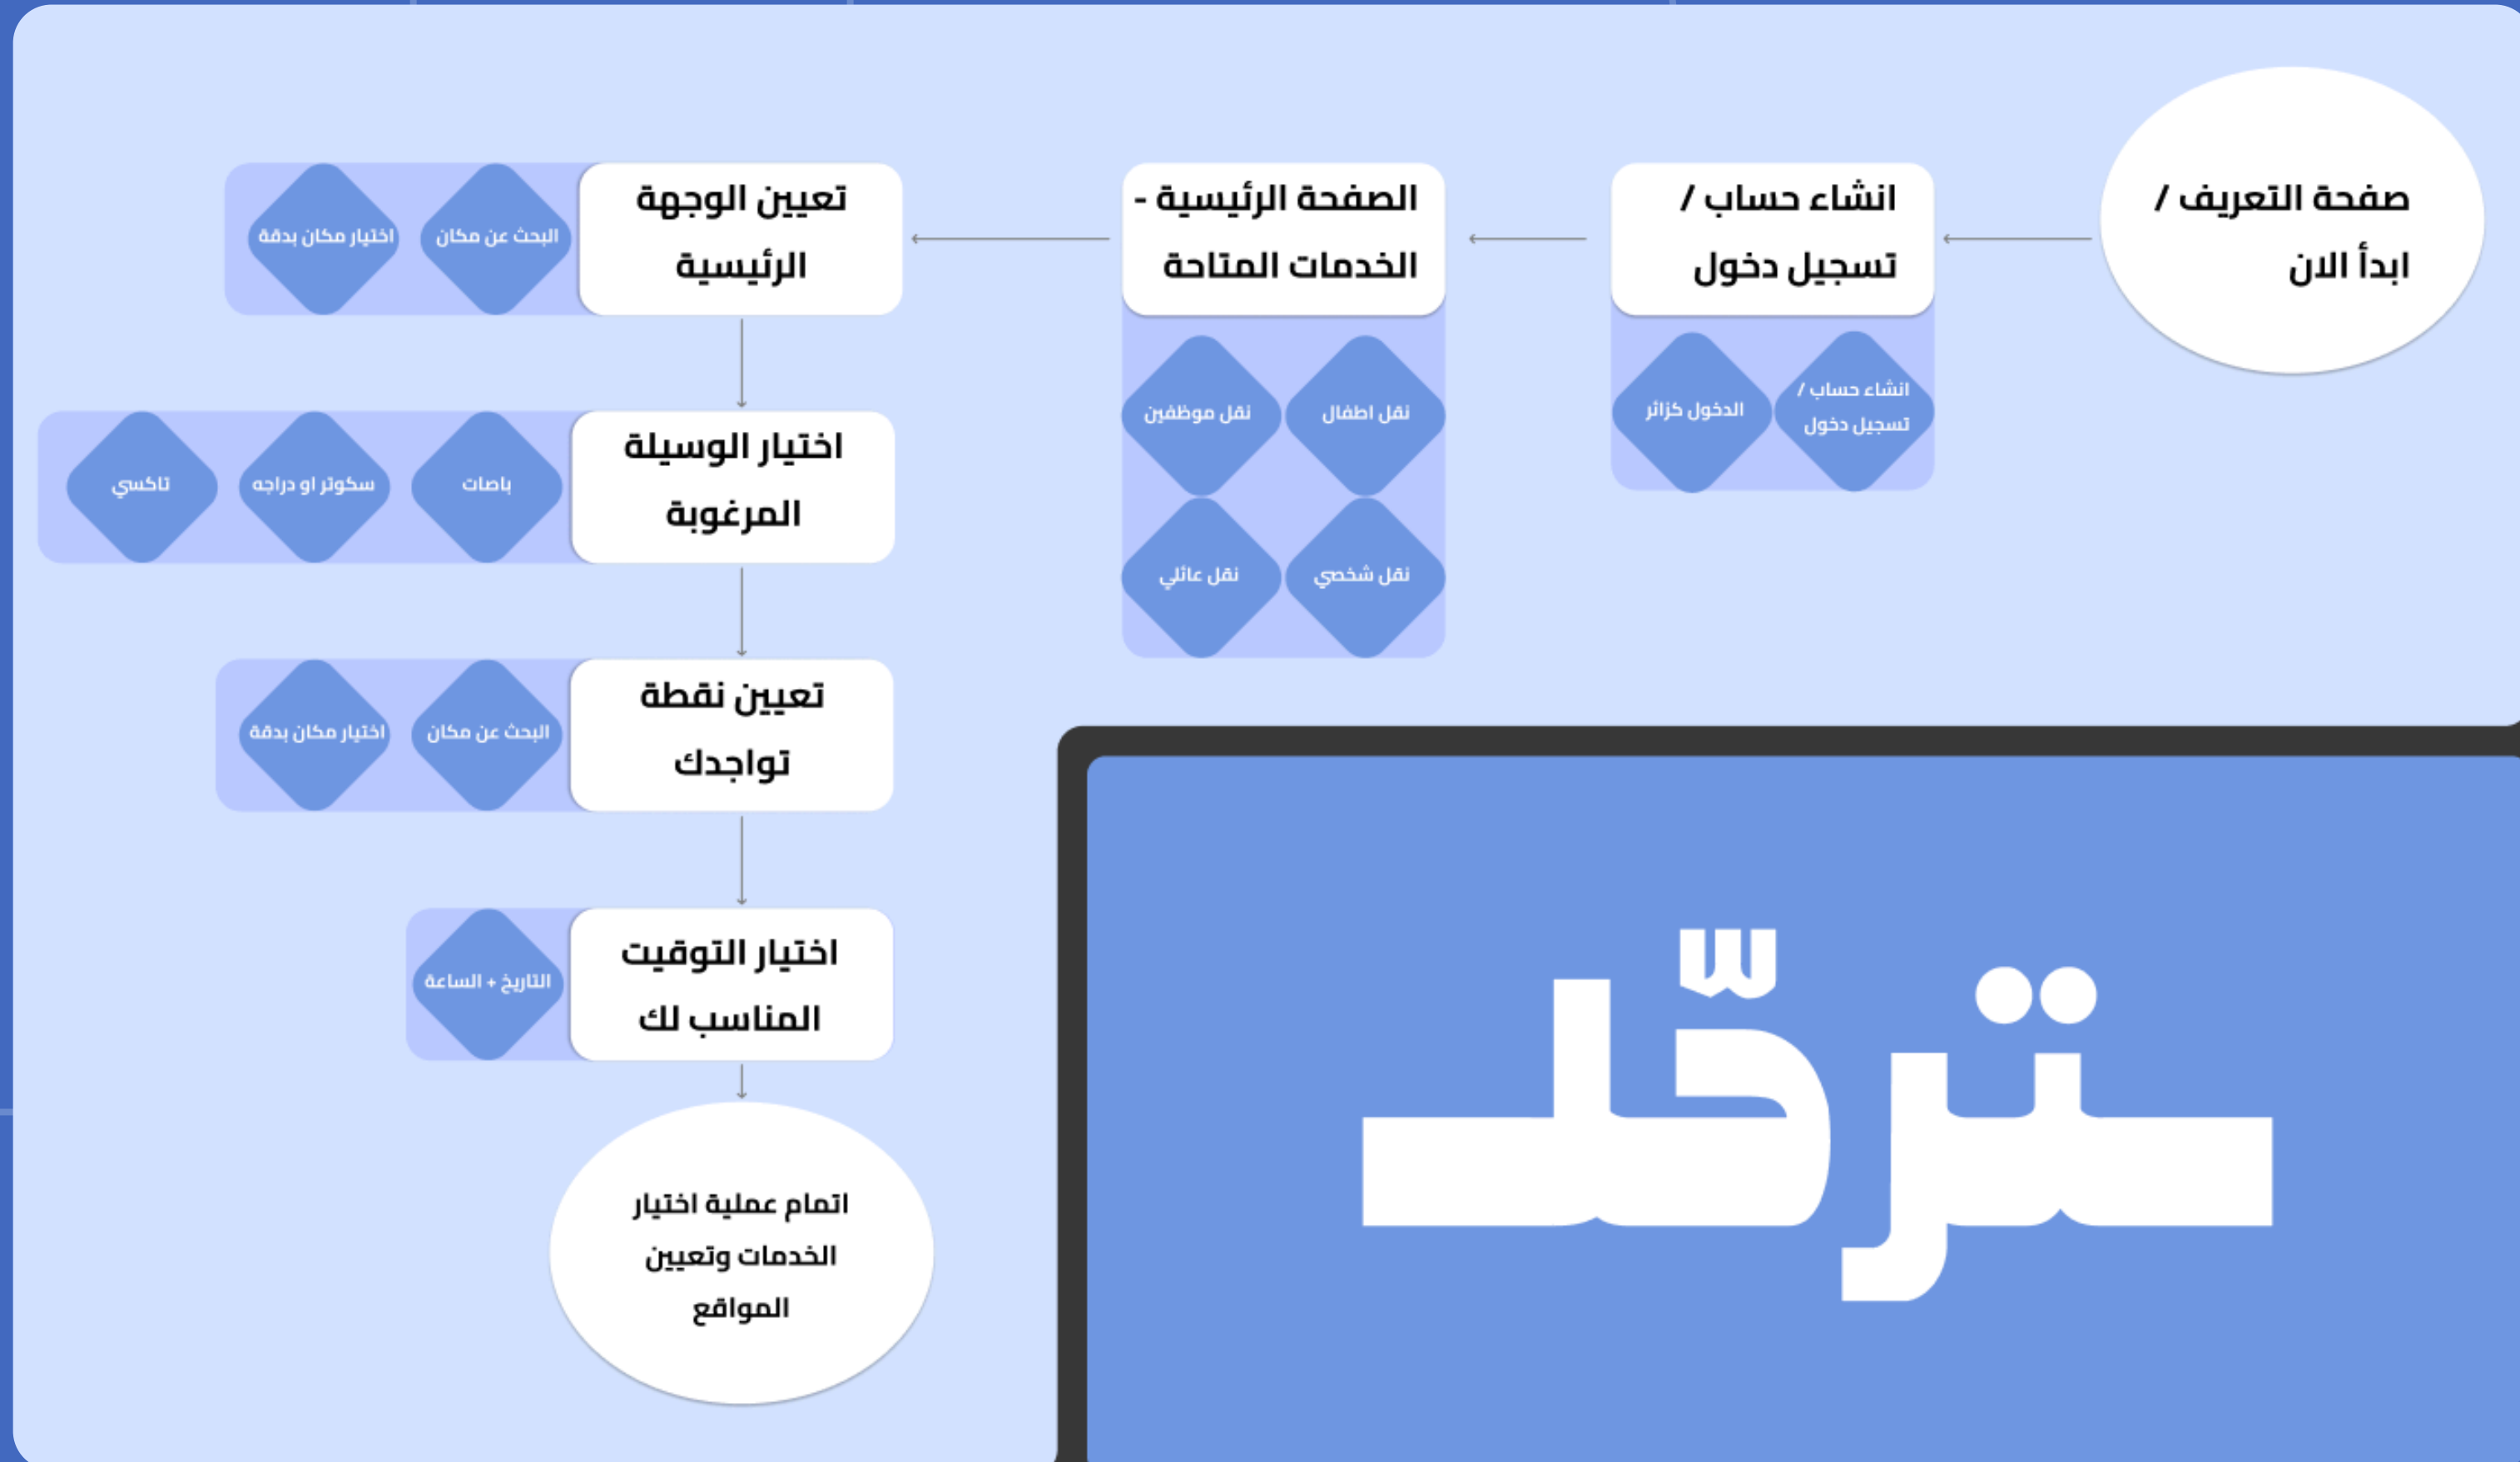 صفحة التعريف /
ابدأ الان
انشاء حساب /
تسجيل دخول
انشاء حساب /
تسجيل دخول
الدخول كزائر
الصفحة الرئيسية -
الخدمات المتاحة
نقل اطفال
نقل موظفين
نقل شخصي
نقل عائلي
تعيين الوجهة
الرئيسية
البحث عن مكان
اختيار مكان بدقة
اختيار الوسيلة
المرغوبة
باصات
سكوتر او دراجه
تاكسي
تعيين نقطة
تواجدك
البحث عن مكان
اختيار مكان بدقة
اختيار التوقيت
المناسب لك
التاريخ + الساعة
اتمام عملية اختيار
الخدمات وتعيين
المواقع
ترحّلـ